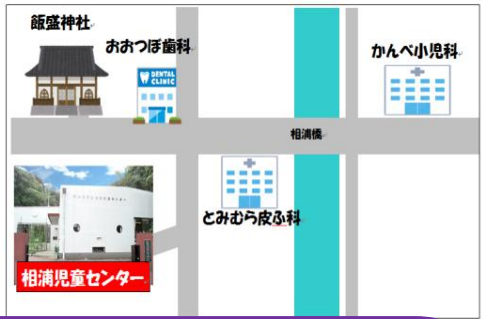 飯盛神社
おおつぼ歯科
DENTAL
CLINIC
かんべ小児科
相浦橋
とみむら皮ふ科
相浦児童センター